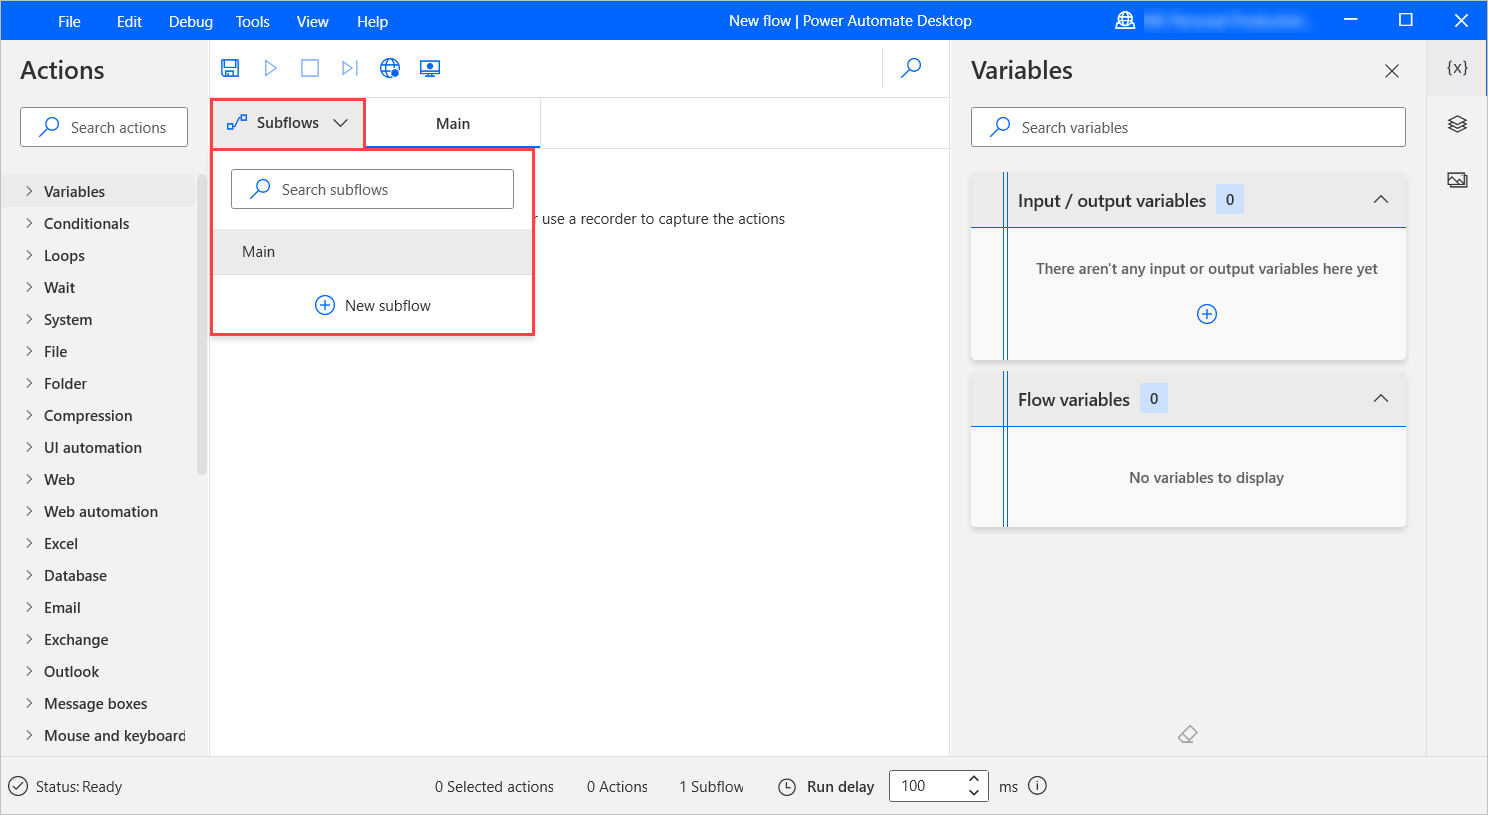 File Edit Debug Tools View Help New flow | Power Automate Desktop
Actions
Search actions
Variables
Conditionals
Loops
Wait
System
File
Folder
Compression
UI automation
Web
Web automation
Excel
Database
Email
Exchange
Outlook
Message boxes
Mouse and keyboard
Subflows
Main
Search subflows
Main
New subflow
use a recorder to capture the actions
Variables
Search variables
Input / output variables 0
There aren't any input or output variables here yet
Flow variables 0
No variables to display
{x}
Status: Ready 0 Selected actions 0 Actions 1 Subflow Run delay 100 ms